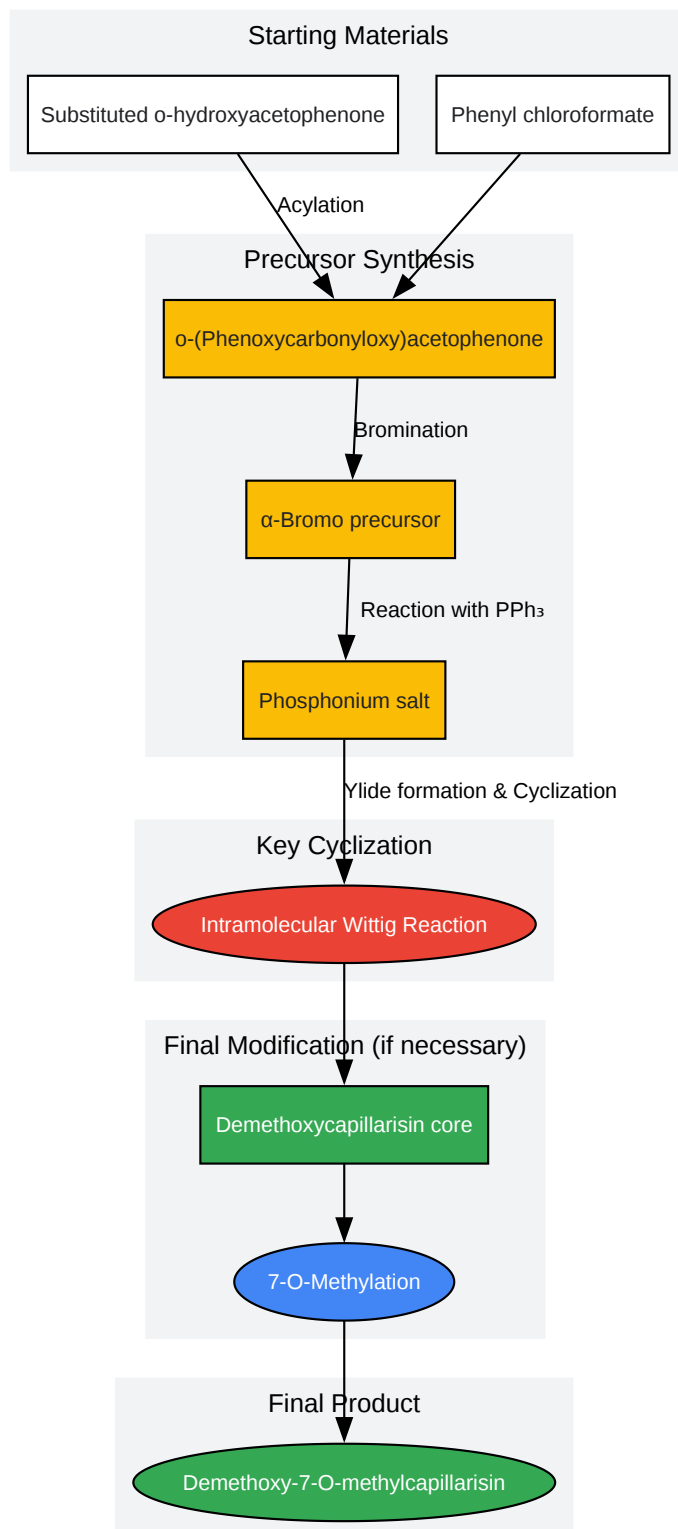 Starting Materials
Substituted o-hydroxyacetophenone
Phenyl chloroformate
Acylation
Precursor Synthesis
o-(Phenoxycarbonyloxy)acetophenone
Bromination
α-Bromo precursor
Reaction with PPh₃
Phosphonium salt
Ylide formation & Cyclization
Key Cyclization
Intramolecular Wittig Reaction
Final Modification (if necessary)
Demethoxycapillarisin core
7-O-Methylation
Final Product
Demethoxy-7-O-methylcapillarisin